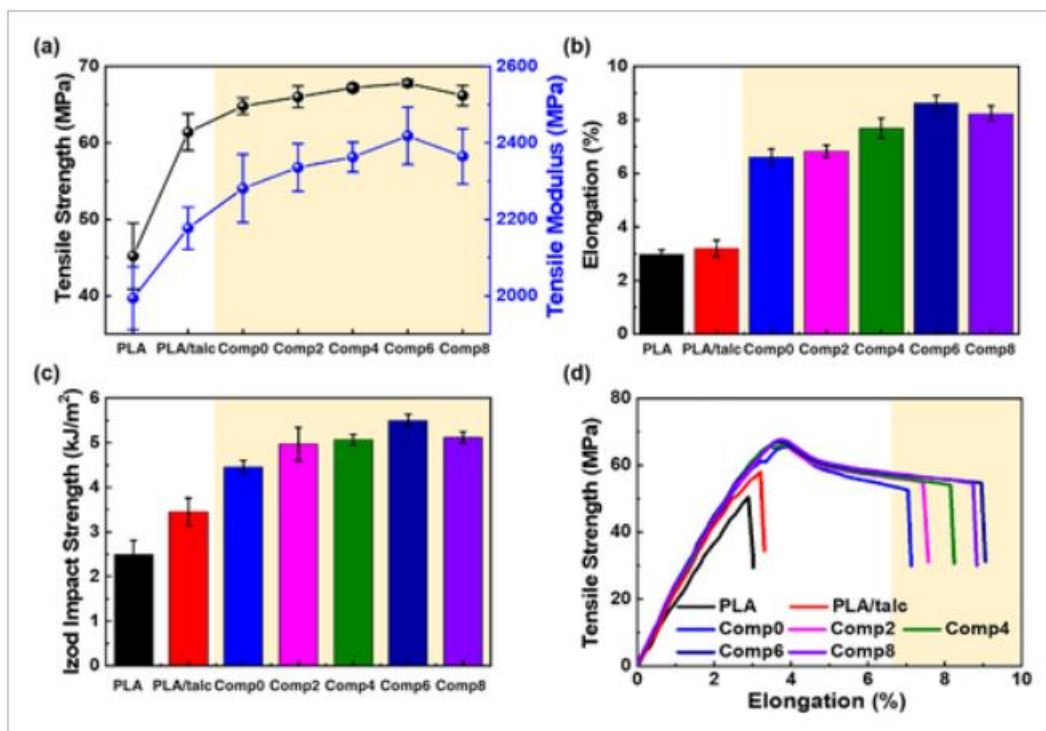 (a)
70
60
50
40
Tensile Strength (MPa)
2600
2400
2200
2000
Tensile Modulus (MPa)
PLA PLA/talc Comp0 Comp2 Comp4 Comp6 Comp8
(b)
10
8
6
4
2
0
Elongation (%)
PLA PLA/talc Comp0 Comp2 Comp4 Comp6 Comp8
(c)
6
5
4
3
2
1
0
Izod Impact Strength (kJ/m²)
PLA PLA/talc Comp0 Comp2 Comp4 Comp6 Comp8
(d)
80
60
40
20
0
Tensile Strength (MPa)
PLA PLA/talc
Comp0 Comp2 Comp4
Comp6 Comp8
0 2 4 6 8 10
Elongation (%)